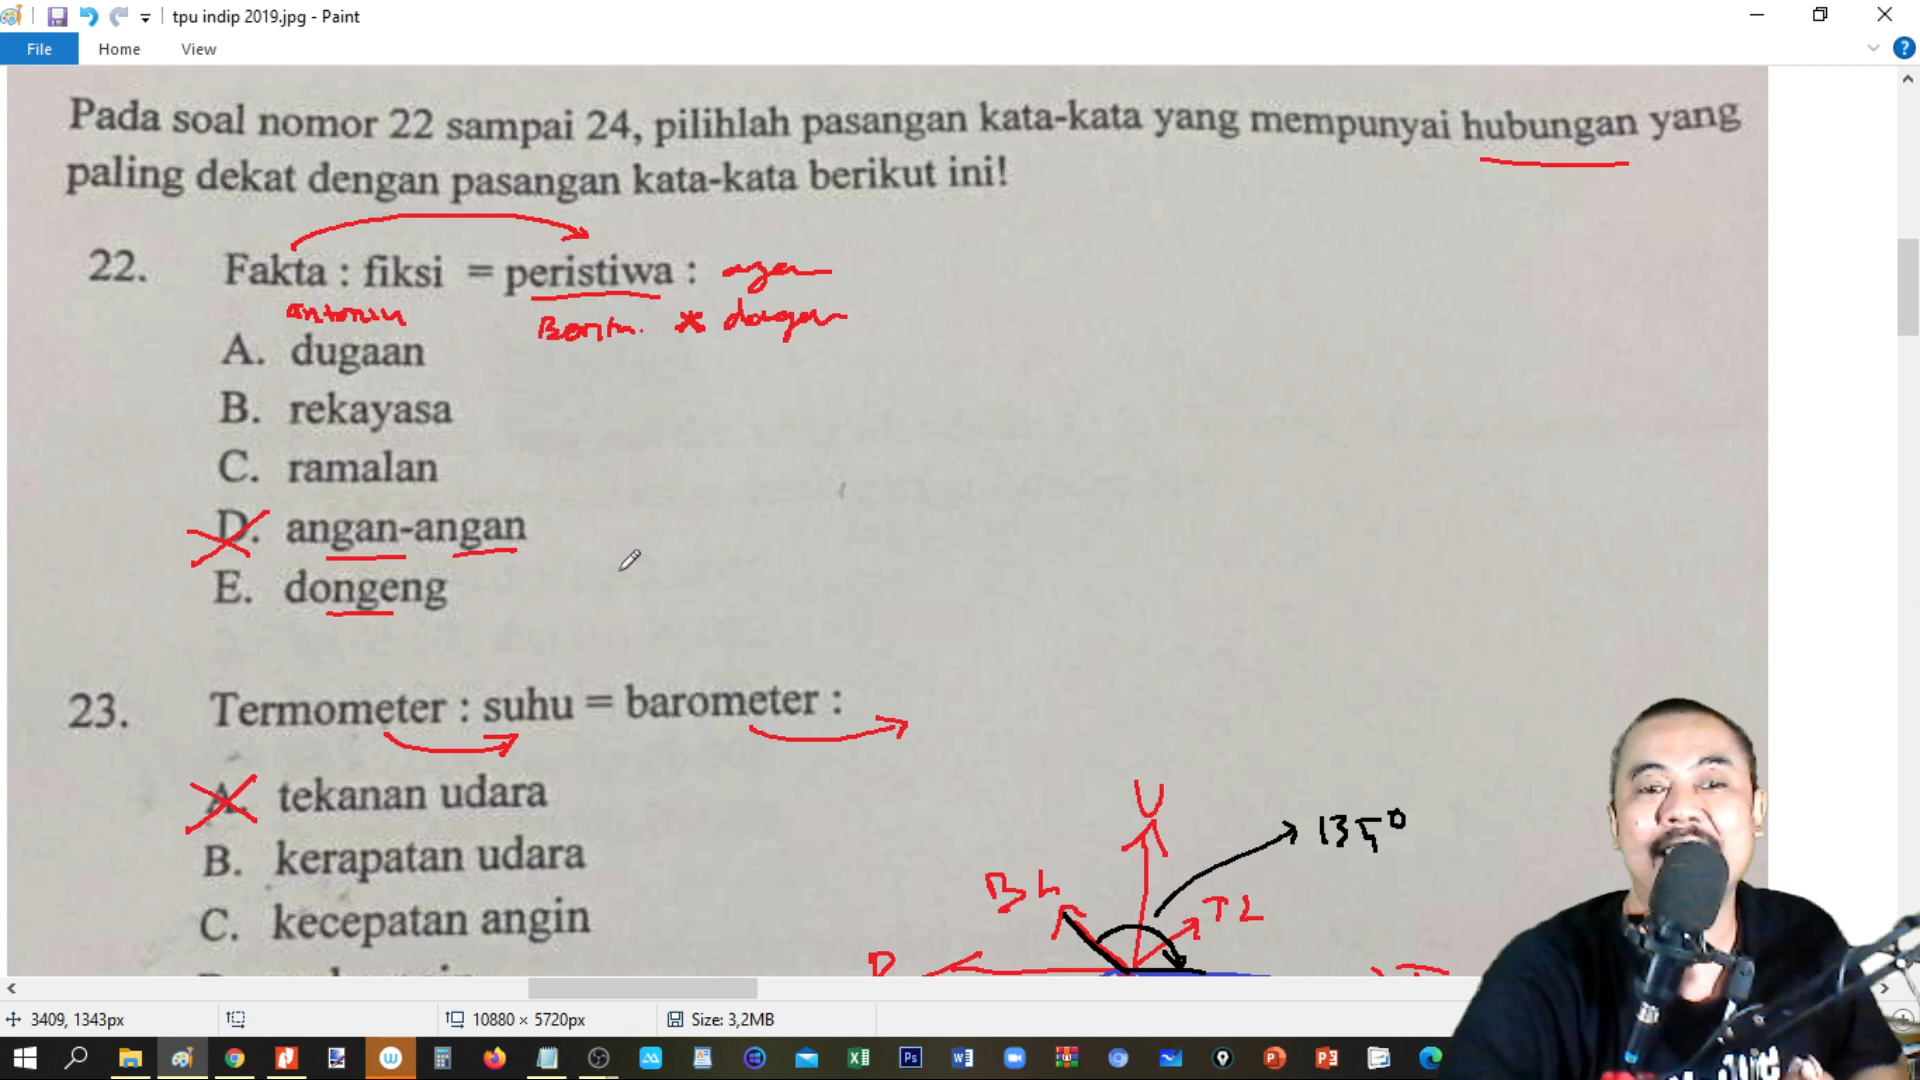 tpu indip 2019.jpg - Paint
File Home View
Pada soal nomor 22 sampai 24, pilihlah pasangan kata-kata yang mempunyai hubungan yang
paling dekat dengan pasangan kata-kata berikut ini!
22. Fakta : fiksi = peristiwa :
A. dugaan
B. rekayasa
C. ramalan
D. angan-angan
E. dongeng
23. Termometer : suhu = barometer :
A. tekanan udara
B. kerapatan udara
C. kecepatan angin
U
135°
TL
3409, 1343px
10880 × 5720px
Size: 3,2MB